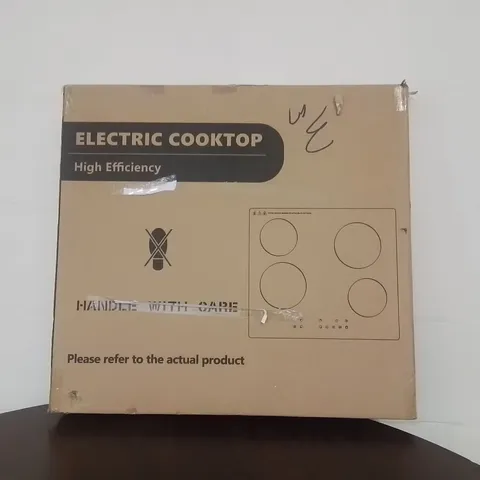 ELECTRIC COOKTOP
High Efficiency
HANDLE WITH CARE
Please refer to the actual product